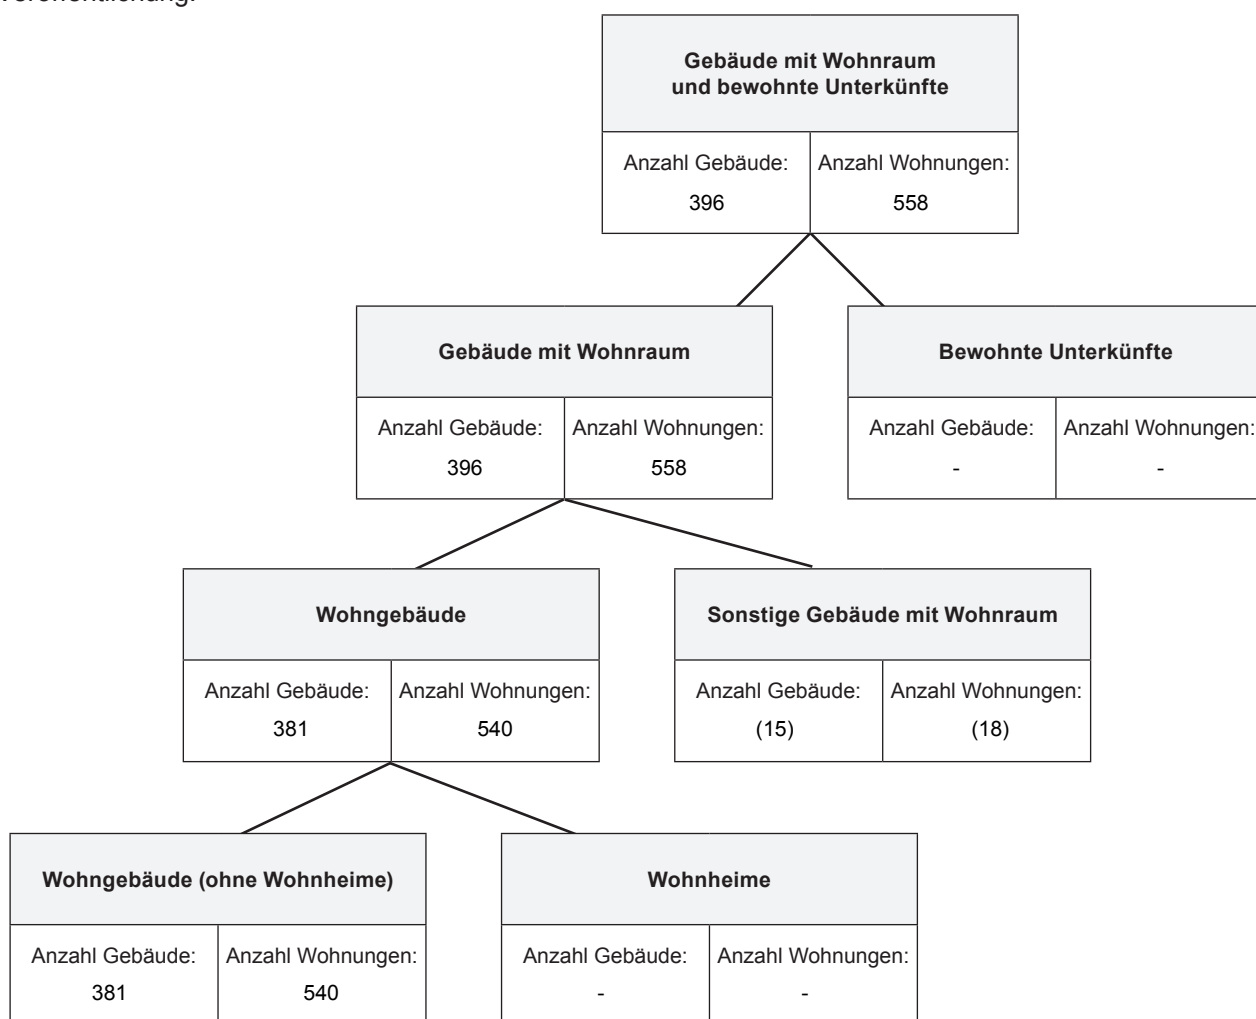 Veröffentlichung.
Gebäude mit Wohnraum
und bewohnte Unterkünfte
Anzahl Gebäude: Anzahl Wohnungen:
396 558
Gebäude mit Wohnraum Bewohnte Unterkünfte
Anzahl Gebäude: Anzahl Wohnungen: Anzahl Gebäude: Anzahl Wohnungen:
396 558 - -
Wohngebäude Sonstige Gebäude mit Wohnraum
Anzahl Gebäude: Anzahl Wohnungen: Anzahl Gebäude: Anzahl Wohnungen:
381 540 (15) (18)
Wohngebäude (ohne Wohnheime) Wohnheime
Anzahl Gebäude: Anzahl Wohnungen: Anzahl Gebäude: Anzahl Wohnungen:
381 540 - -